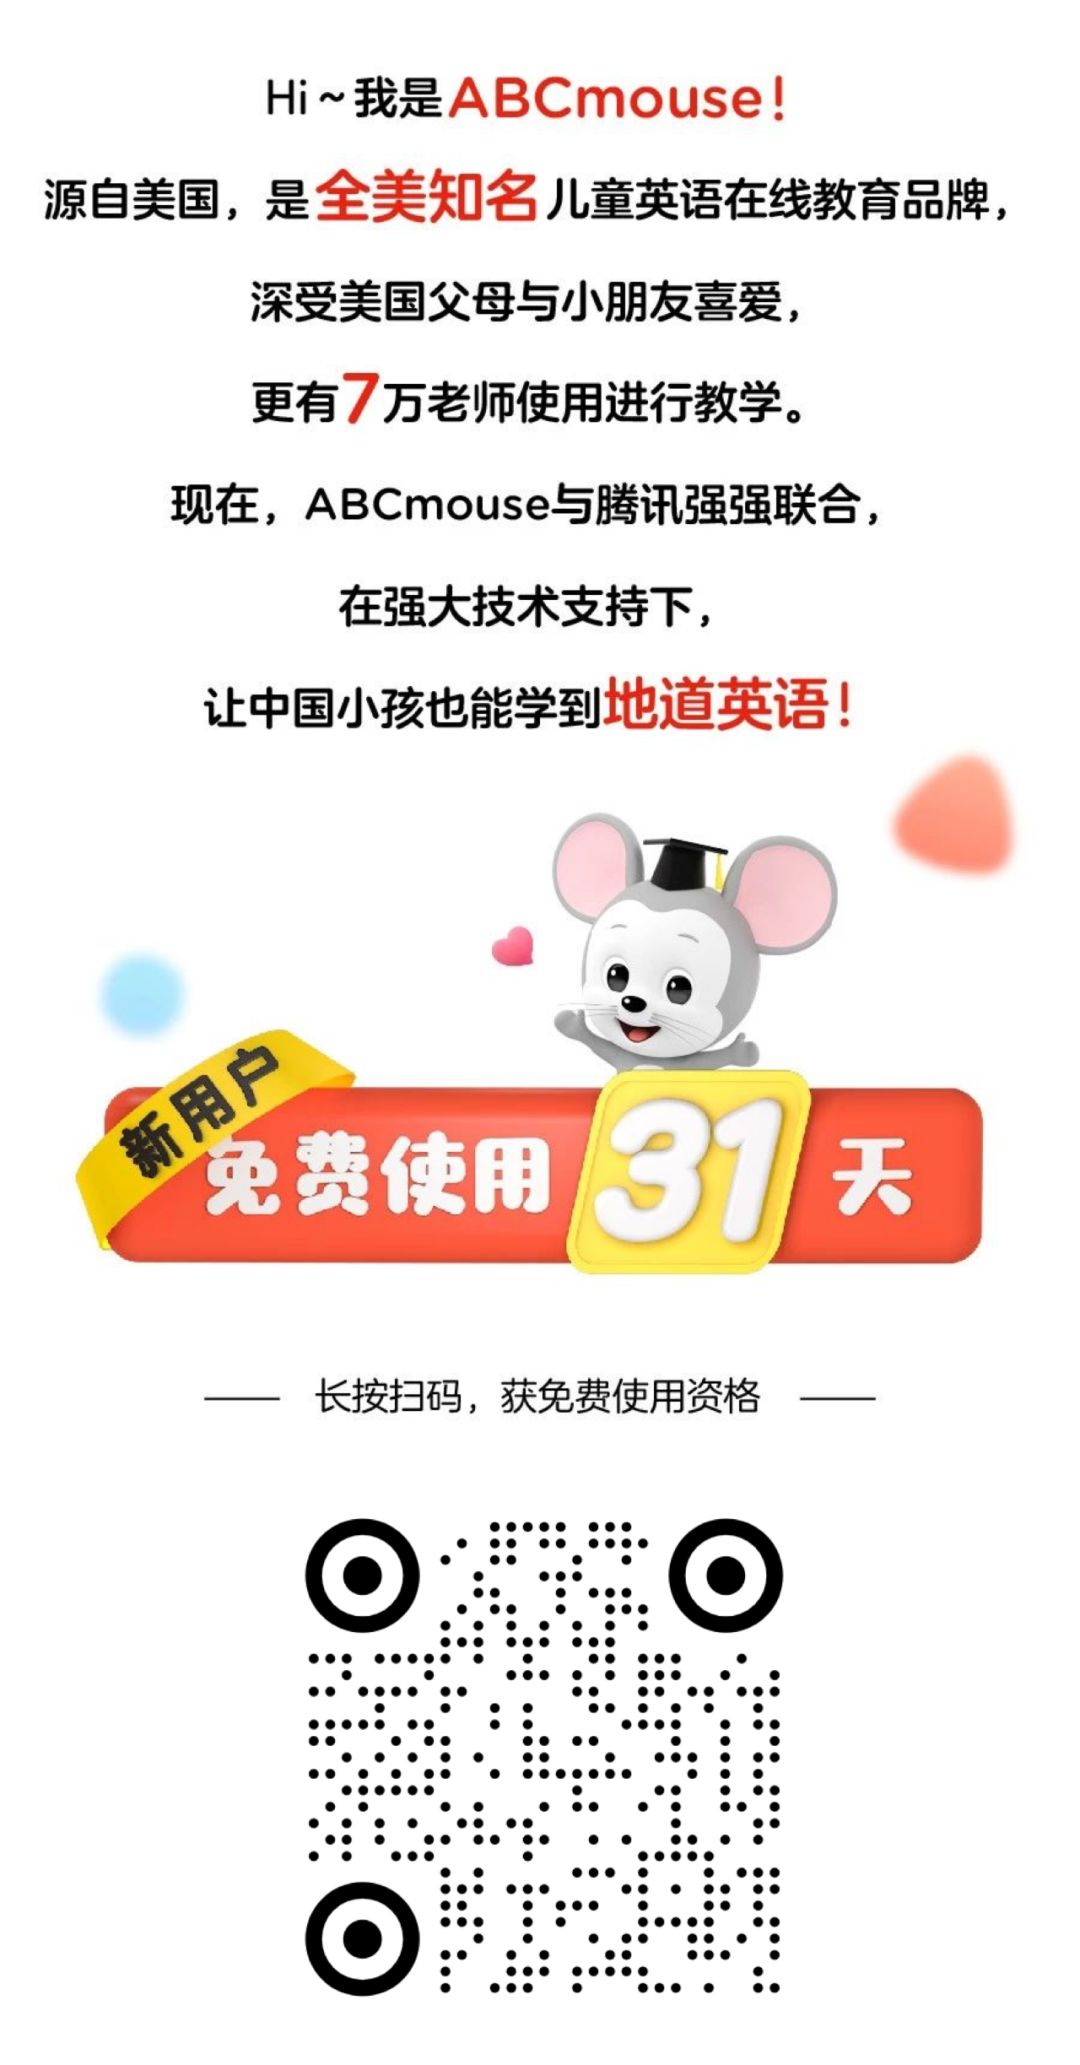 Hi~我是ABCmouse!
源自美国，是全美知名儿童英语在线教育品牌，
深受美国父母与小朋友喜爱，
更有7万老师使用进行教学。
现在，ABCmouse与腾讯强强联合，
在强大技术支持下，
让中国小孩也能学到地道英语！
新用户
免费使用31天
长按扫码，获免费使用资格